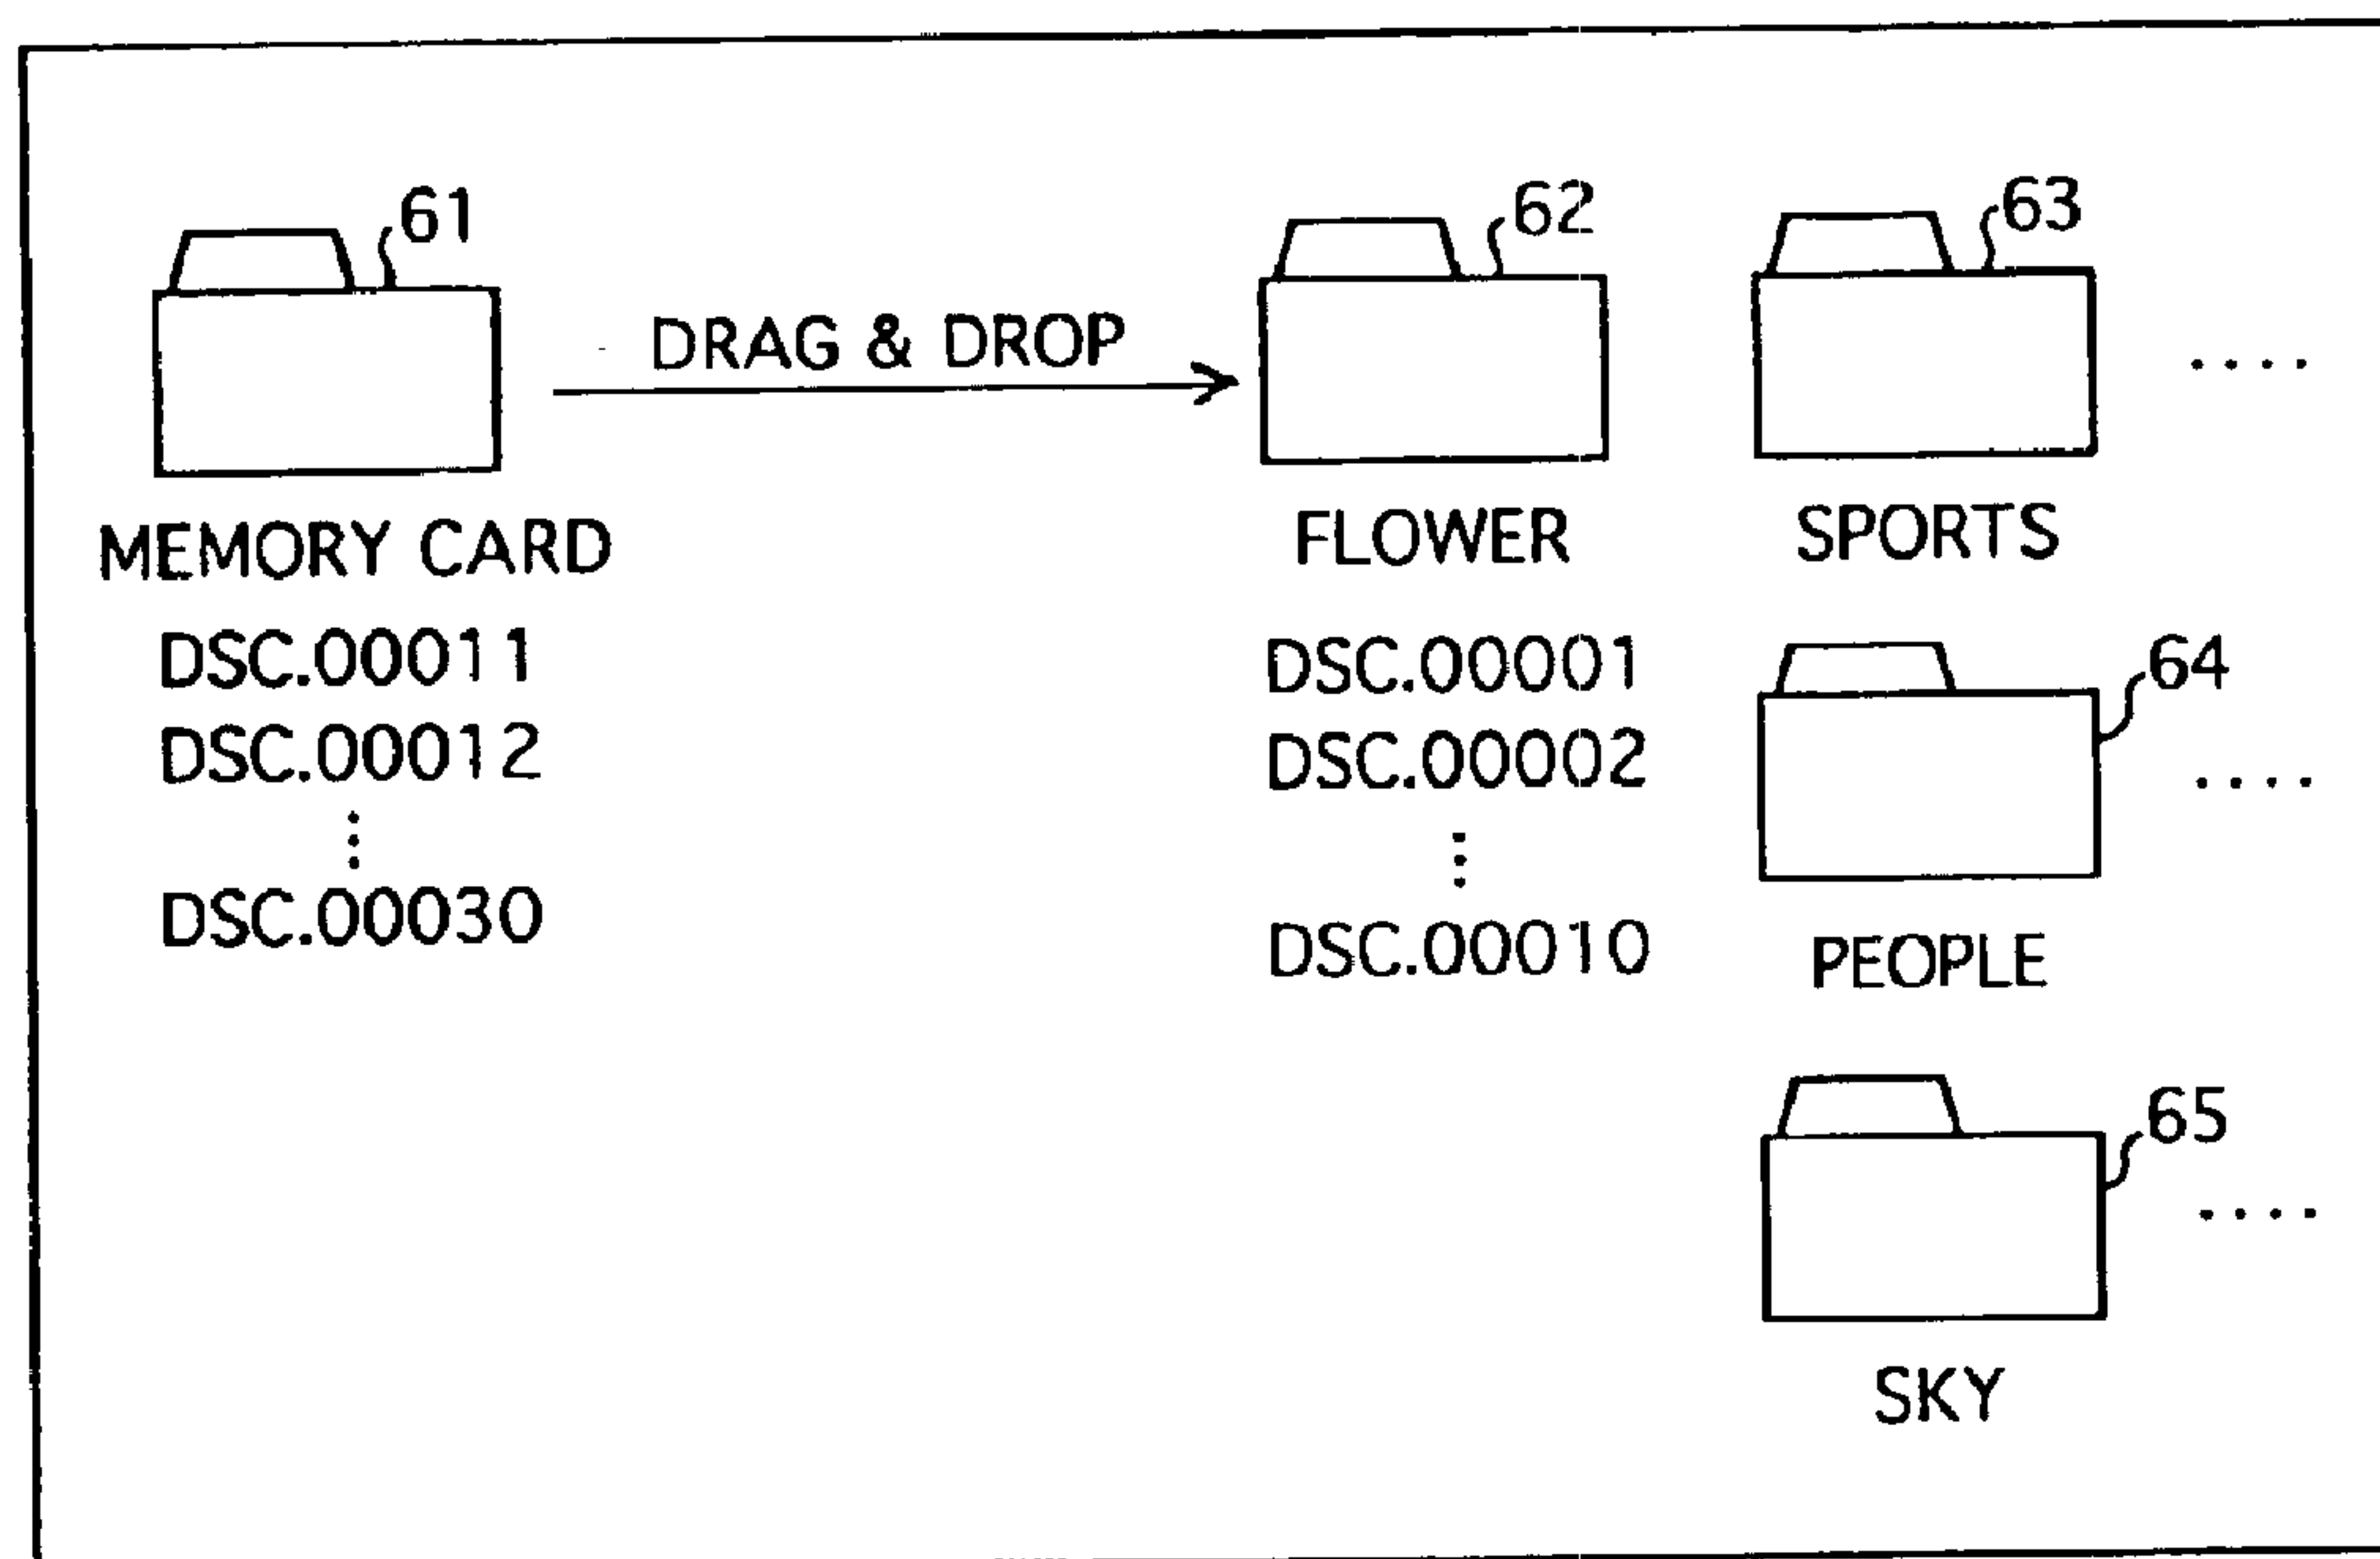 61
62
63
DRAG & DROP
....
MEMORY CARD
FLOWER
SPORTS
DSC.00011
DSC.00012
⋮
DSC.00030
DSC.00001
DSC.00002
⋮
DSC.00010
64
....
PEOPLE
65
....
SKY